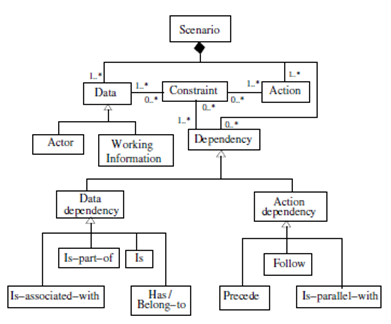 Scenario
1..*
1..*
1..*
Data
1..*
0..*
Constraint
1..*
0..*
Action
0..*
1..*
0..*
Actor
Working
Information
Dependency
Data
dependency
Action
dependency
Is-part-of
Is
Follow
Is-associated-with
Has/
Belong-to
Precede
Is-parallel-with